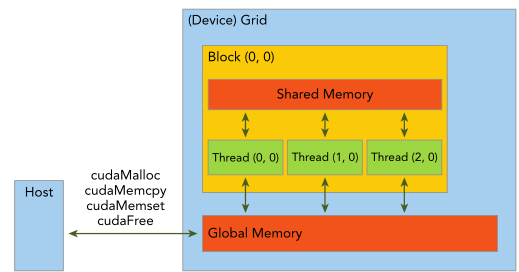 (Device) Grid
Block (0, 0)
Shared Memory
Thread (0, 0)
Thread (1, 0)
Thread (2, 0)
cudaMalloc
cudaMemcpy
cudaMemset
cudaFree
Host
Global Memory